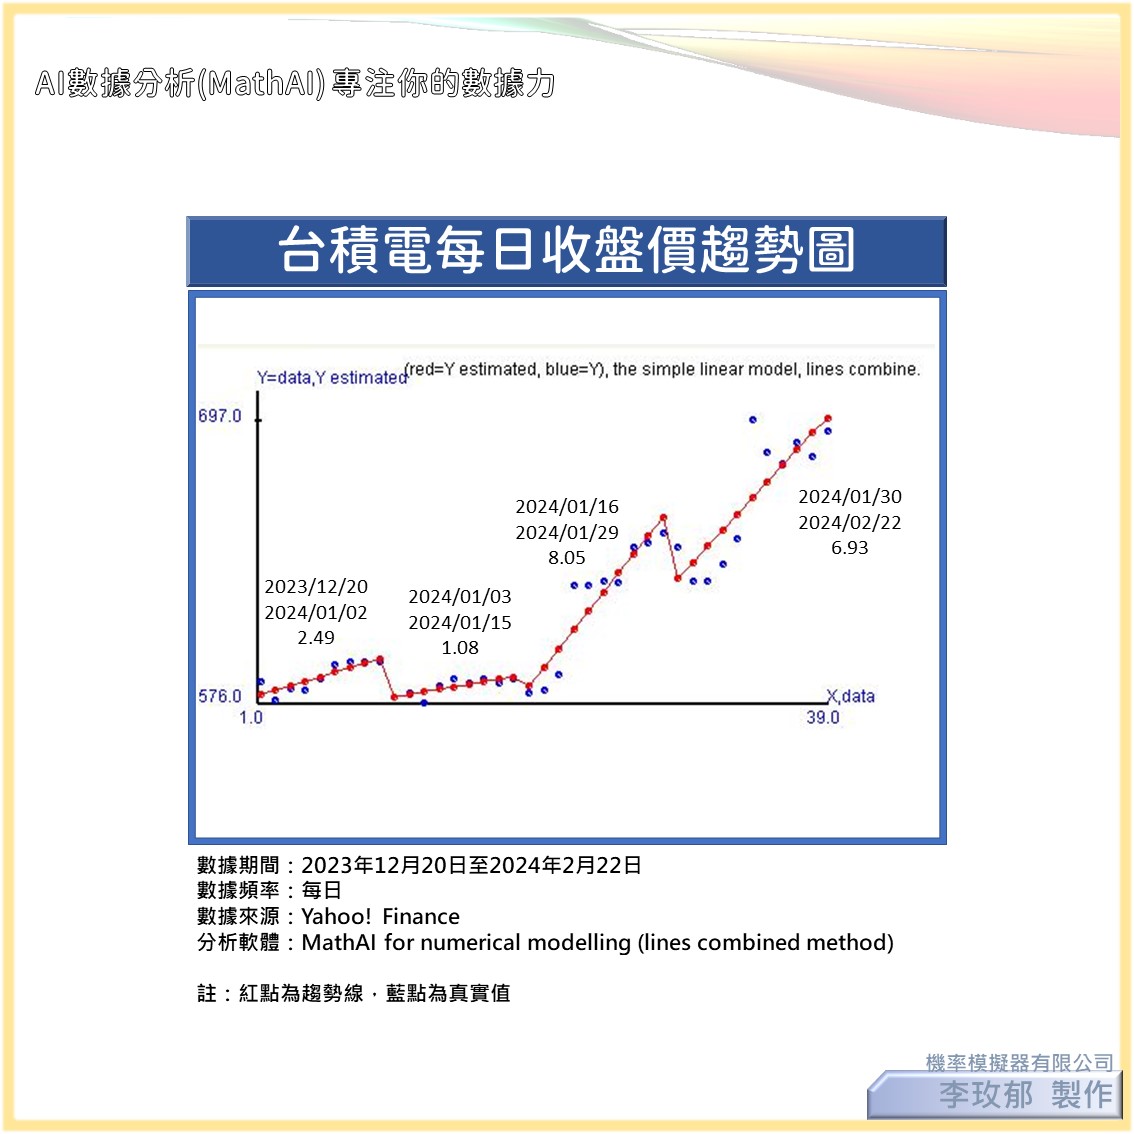 AI數據分析(MathAI) 專注你的數據力
台積電每日收盤價趨勢圖
Y=data,Y estimated
(red=Y estimated, blue=Y), the simple linear model, lines combine.
697.0
2024/01/30
2024/02/22
6.93
2024/01/16
2024/01/29
8.05
2023/12/20
2024/01/02
2.49
2024/01/03
2024/01/15
1.08
576.0
X,data
1.0
39.0
數據期間：2023年12月20日至2024年2月22日
數據頻率：每日
數據來源：Yahoo! Finance
分析軟體：MathAI for numerical modelling (lines combined method)
註：紅點為趨勢線，藍點為真實值
機率模擬器有限公司
李玫郁 製作